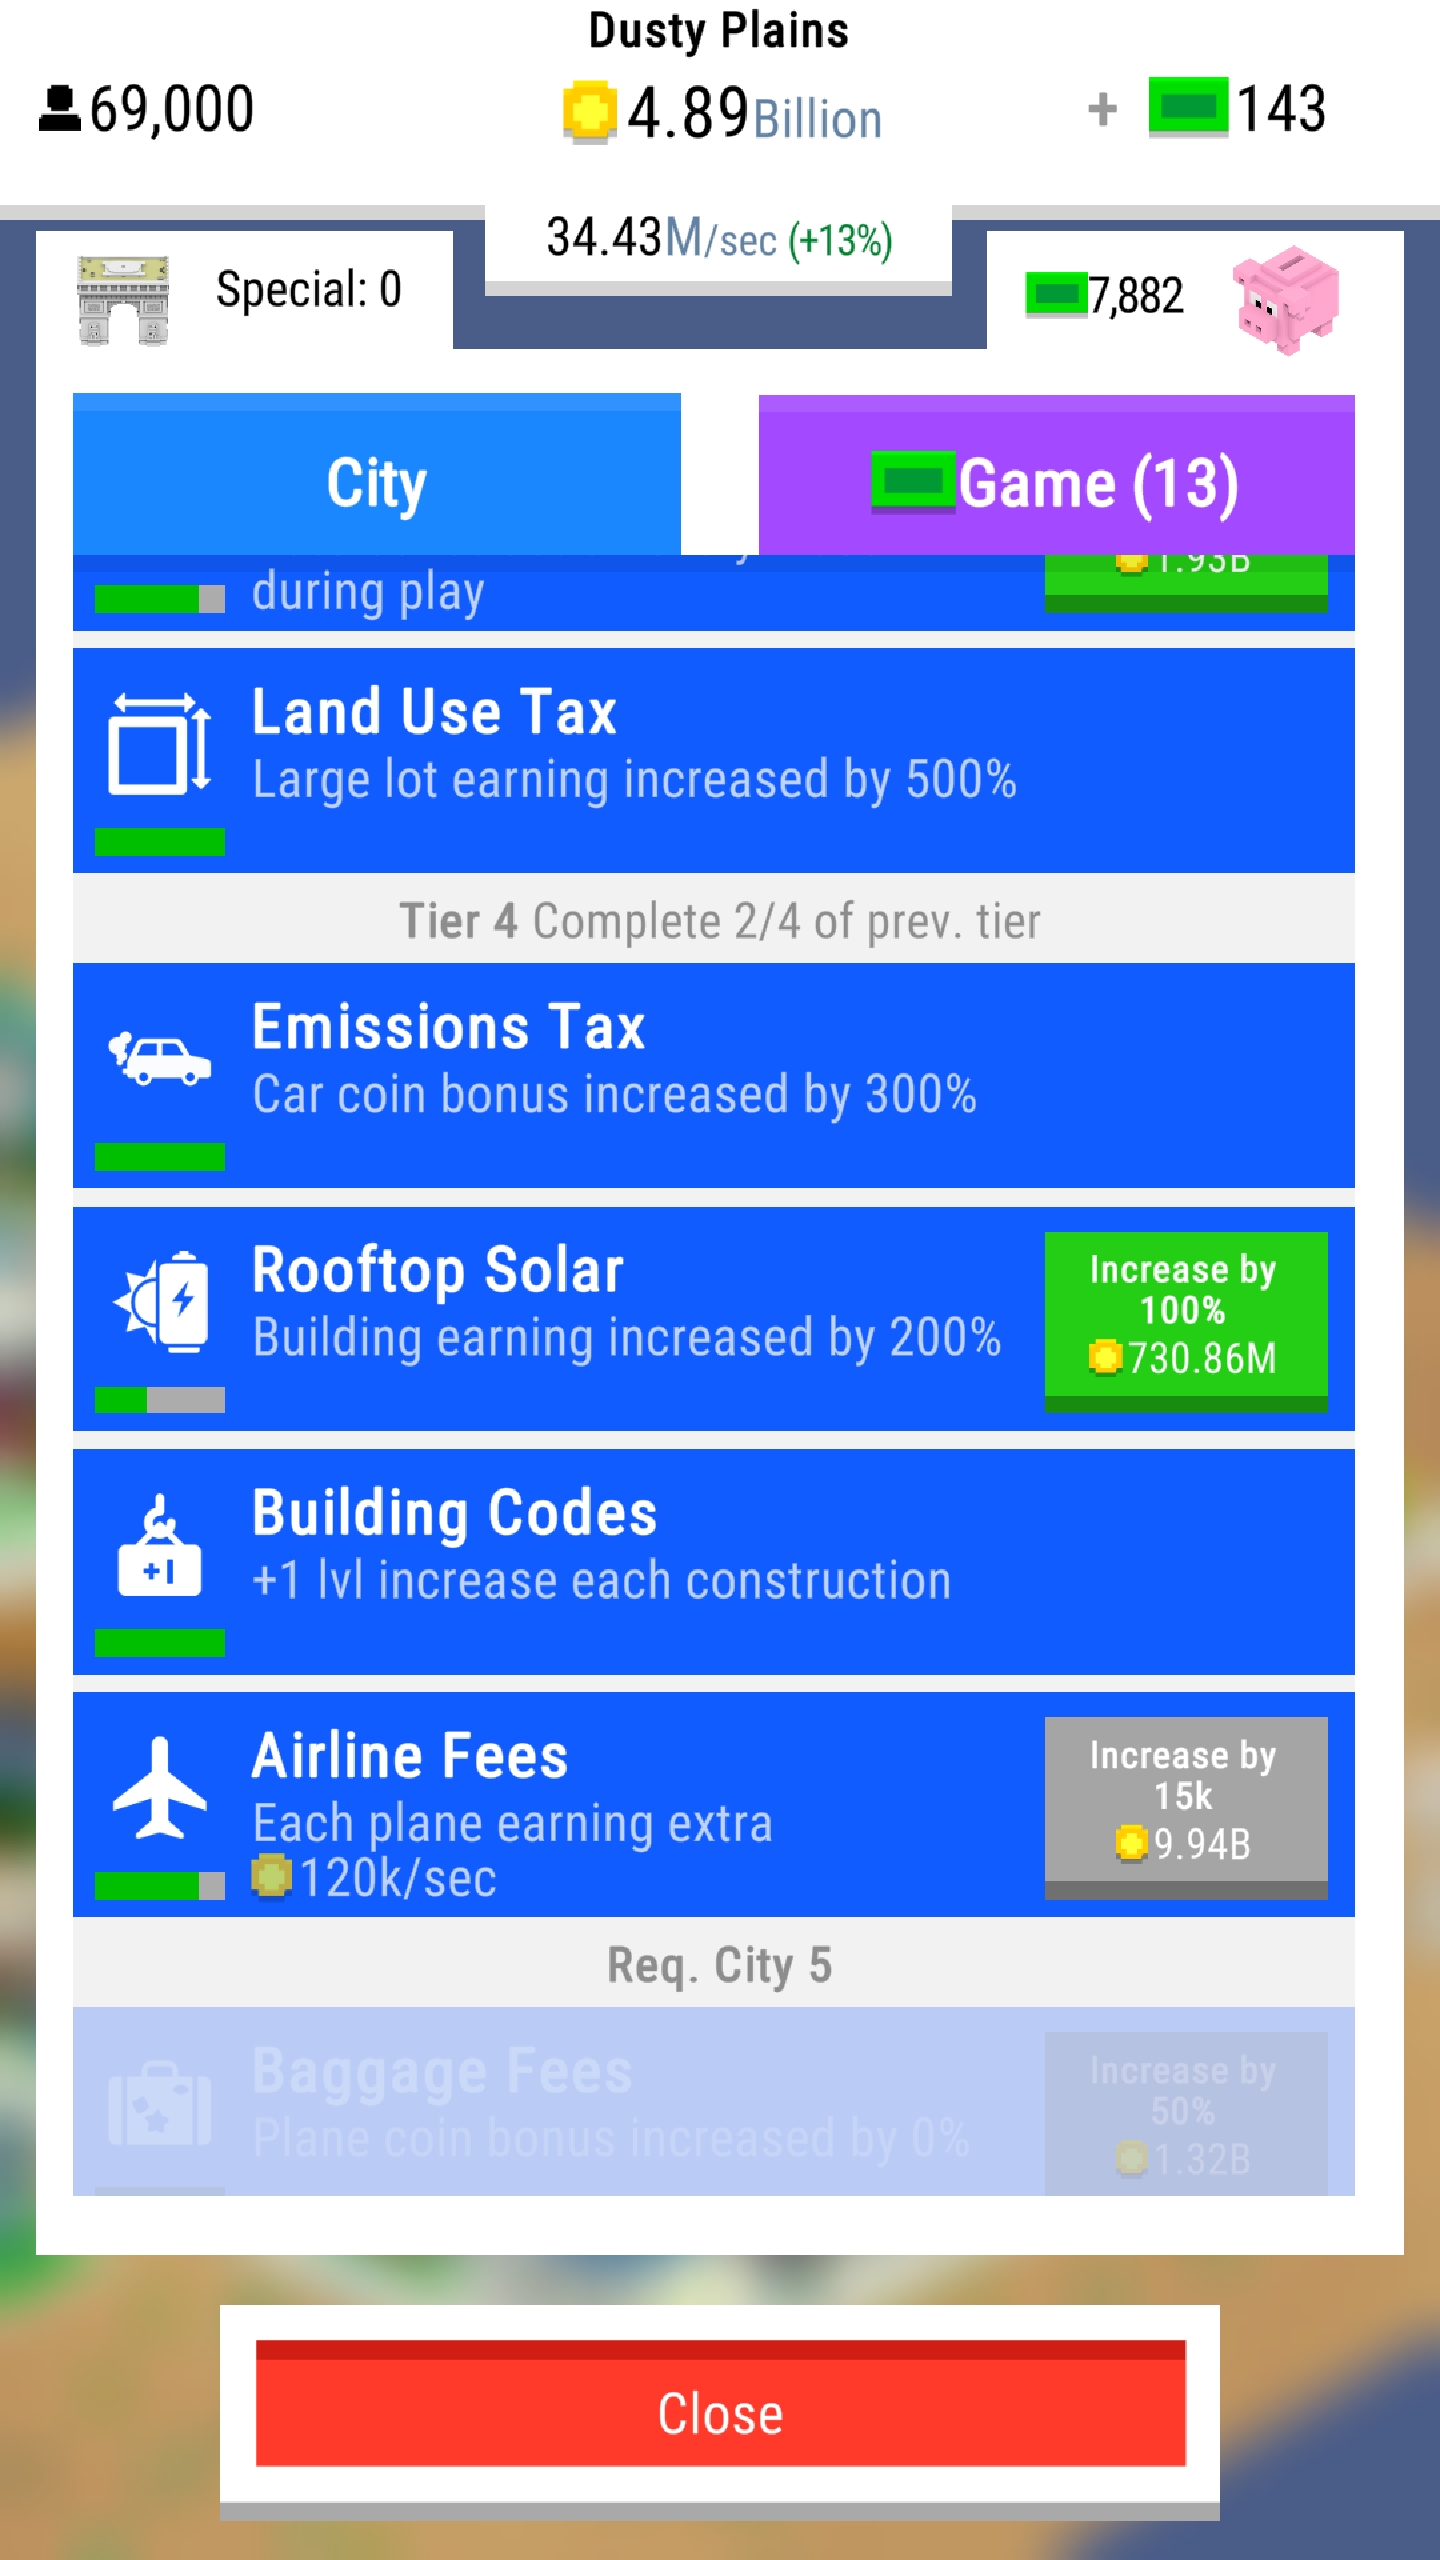 Dusty Plains
69,000
4.89Billion
+ 143
34.43M/sec (+13%)
Special: 0
7,882
City
Game (13)
during play
1.93B
Land Use Tax
Large lot earning increased by 500%
Tier 4 Complete 2/4 of prev. tier
Emissions Tax
Car coin bonus increased by 300%
Rooftop Solar
Building earning increased by 200%
Increase by
100%
730.86M
Building Codes
+1 lvl increase each construction
+1
Airline Fees
Each plane earning extra
120k/sec
Increase by
15k
9.94B
Req. City 5
Baggage Fees
Plane coin bonus increased by 0%
Increase by
50%
1.32B
Close